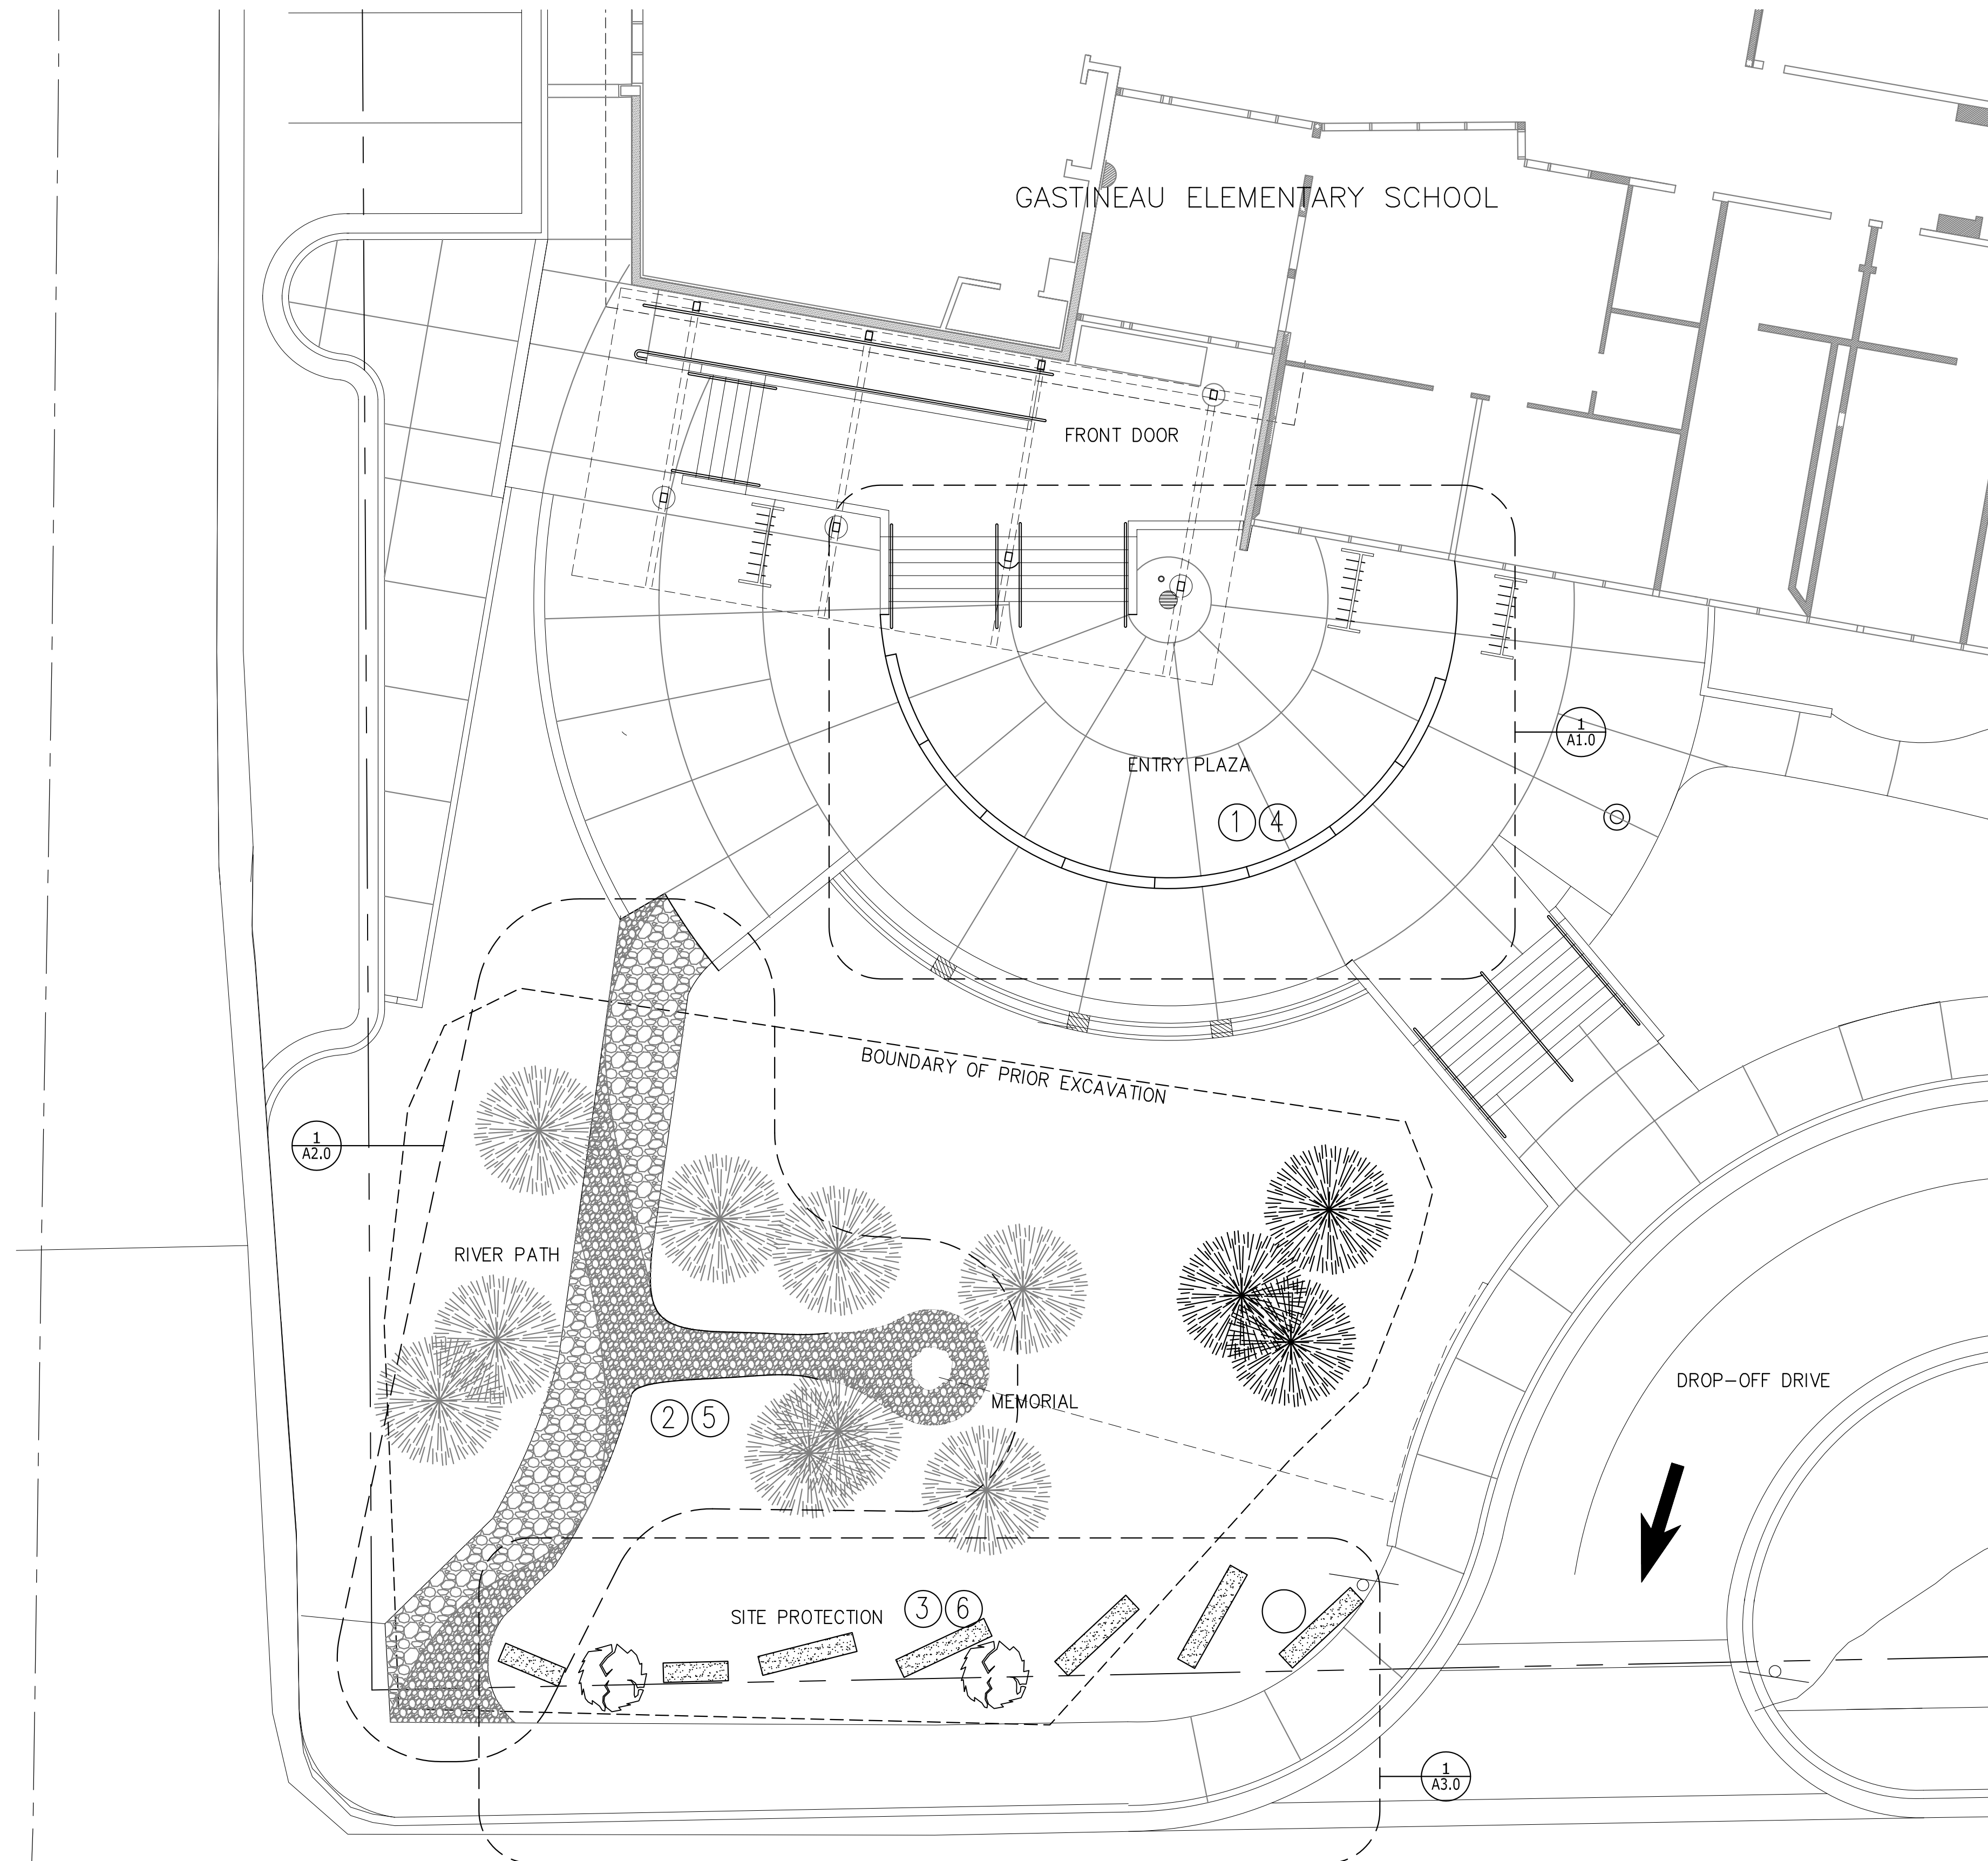 GASTINEAU ELEMENTARY SCHOOL
FRONT DOOR
1
A1.0
ENTRY PLAZA
1 4
BOUNDARY OF PRIOR EXCAVATION
1
A2.0
RIVER PATH
DROP-OFF DRIVE
MEMORIAL
2 5
SITE PROTECTION
3 6
1
A3.0